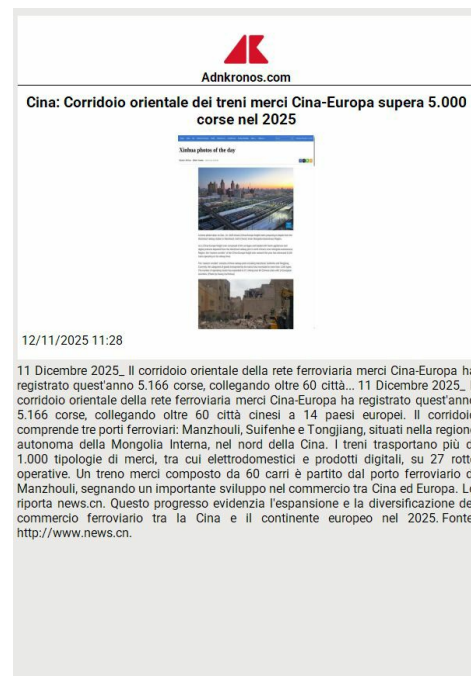 Adnkronos.com
Cina: Corridoio orientale dei treni merci Cina-Europa supera 5.000
corse nel 2025
Xinhua photos of the day
12/11/2025 11:28
11 Dicembre 2025_ Il corridoio orientale della rete ferroviaria merci Cina-Europa ha
registrato quest'anno 5.166 corse, collegando oltre 60 città... 11 Dicembre 2025_
corridoio orientale della rete ferroviaria merci Cina-Europa ha registrato quest'anno
5.166 corse, collegando oltre 60 città cinesi a 14 paesi europei. Il corridoio
comprende tre porti ferroviari: Manzhouli, Suifenhe e Tongjiang, situati nella regione
autonoma della Mongolia Interna, nel nord della Cina. I treni trasportano più d
1.000 tipologie di merci, tra cui elettrodomestici e prodotti digitali, su 27 rotte
operative. Un treno merci composto da 60 carri è partito dal porto ferroviario d
Manzhouli, segnando un importante sviluppo nel commercio tra Cina ed Europa. Lo
riporta news.cn. Questo progresso evidenzia l'espansione e la diversificazione de
commercio ferroviario tra la Cina e il continente europeo nel 2025. Fonte
http://www.news.cn.